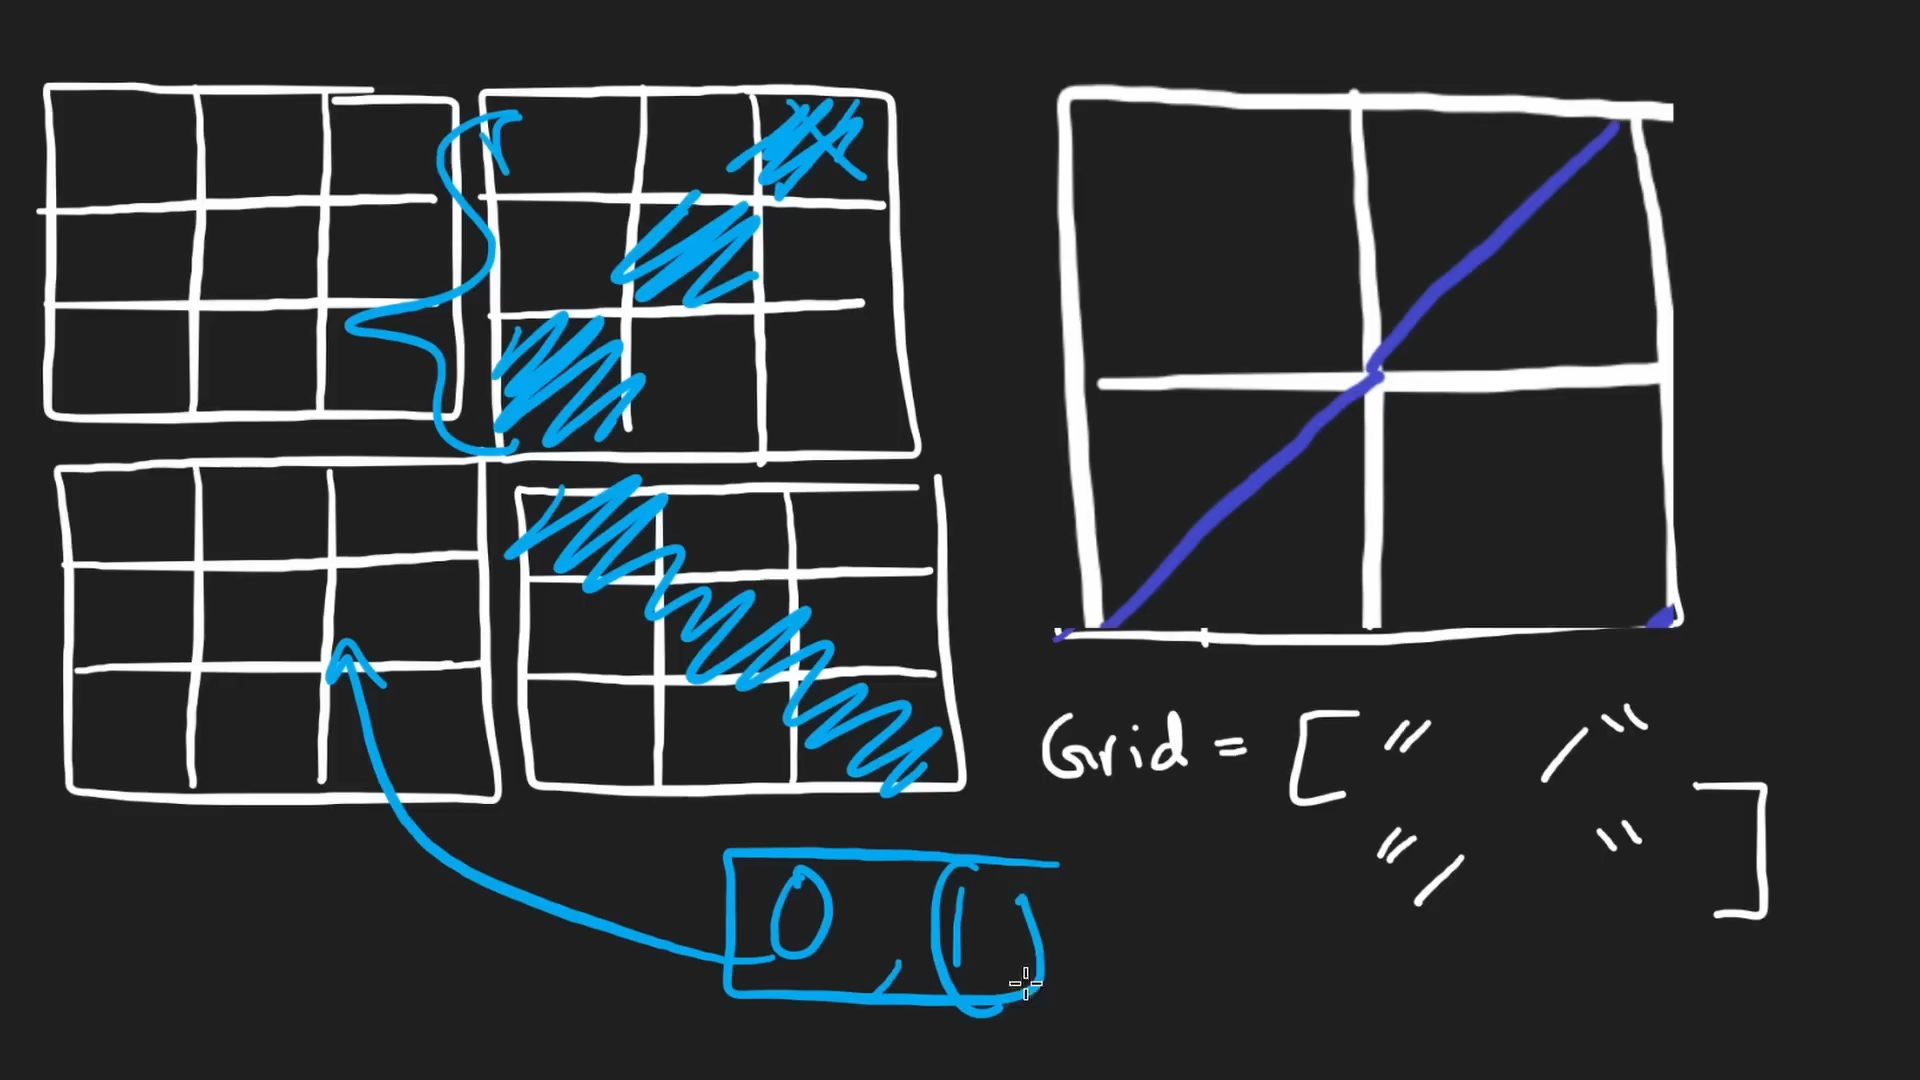 Grid = [ " /"
"/ " ]
0, 1